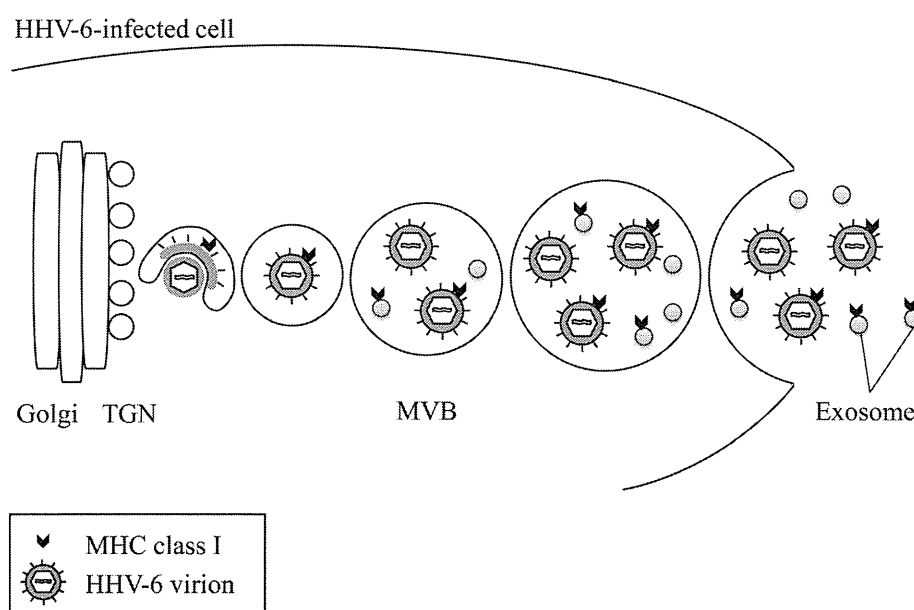 HHV-6-infected cell
Golgi TGN MVB Exosome
MHC class I
HHV-6 virion